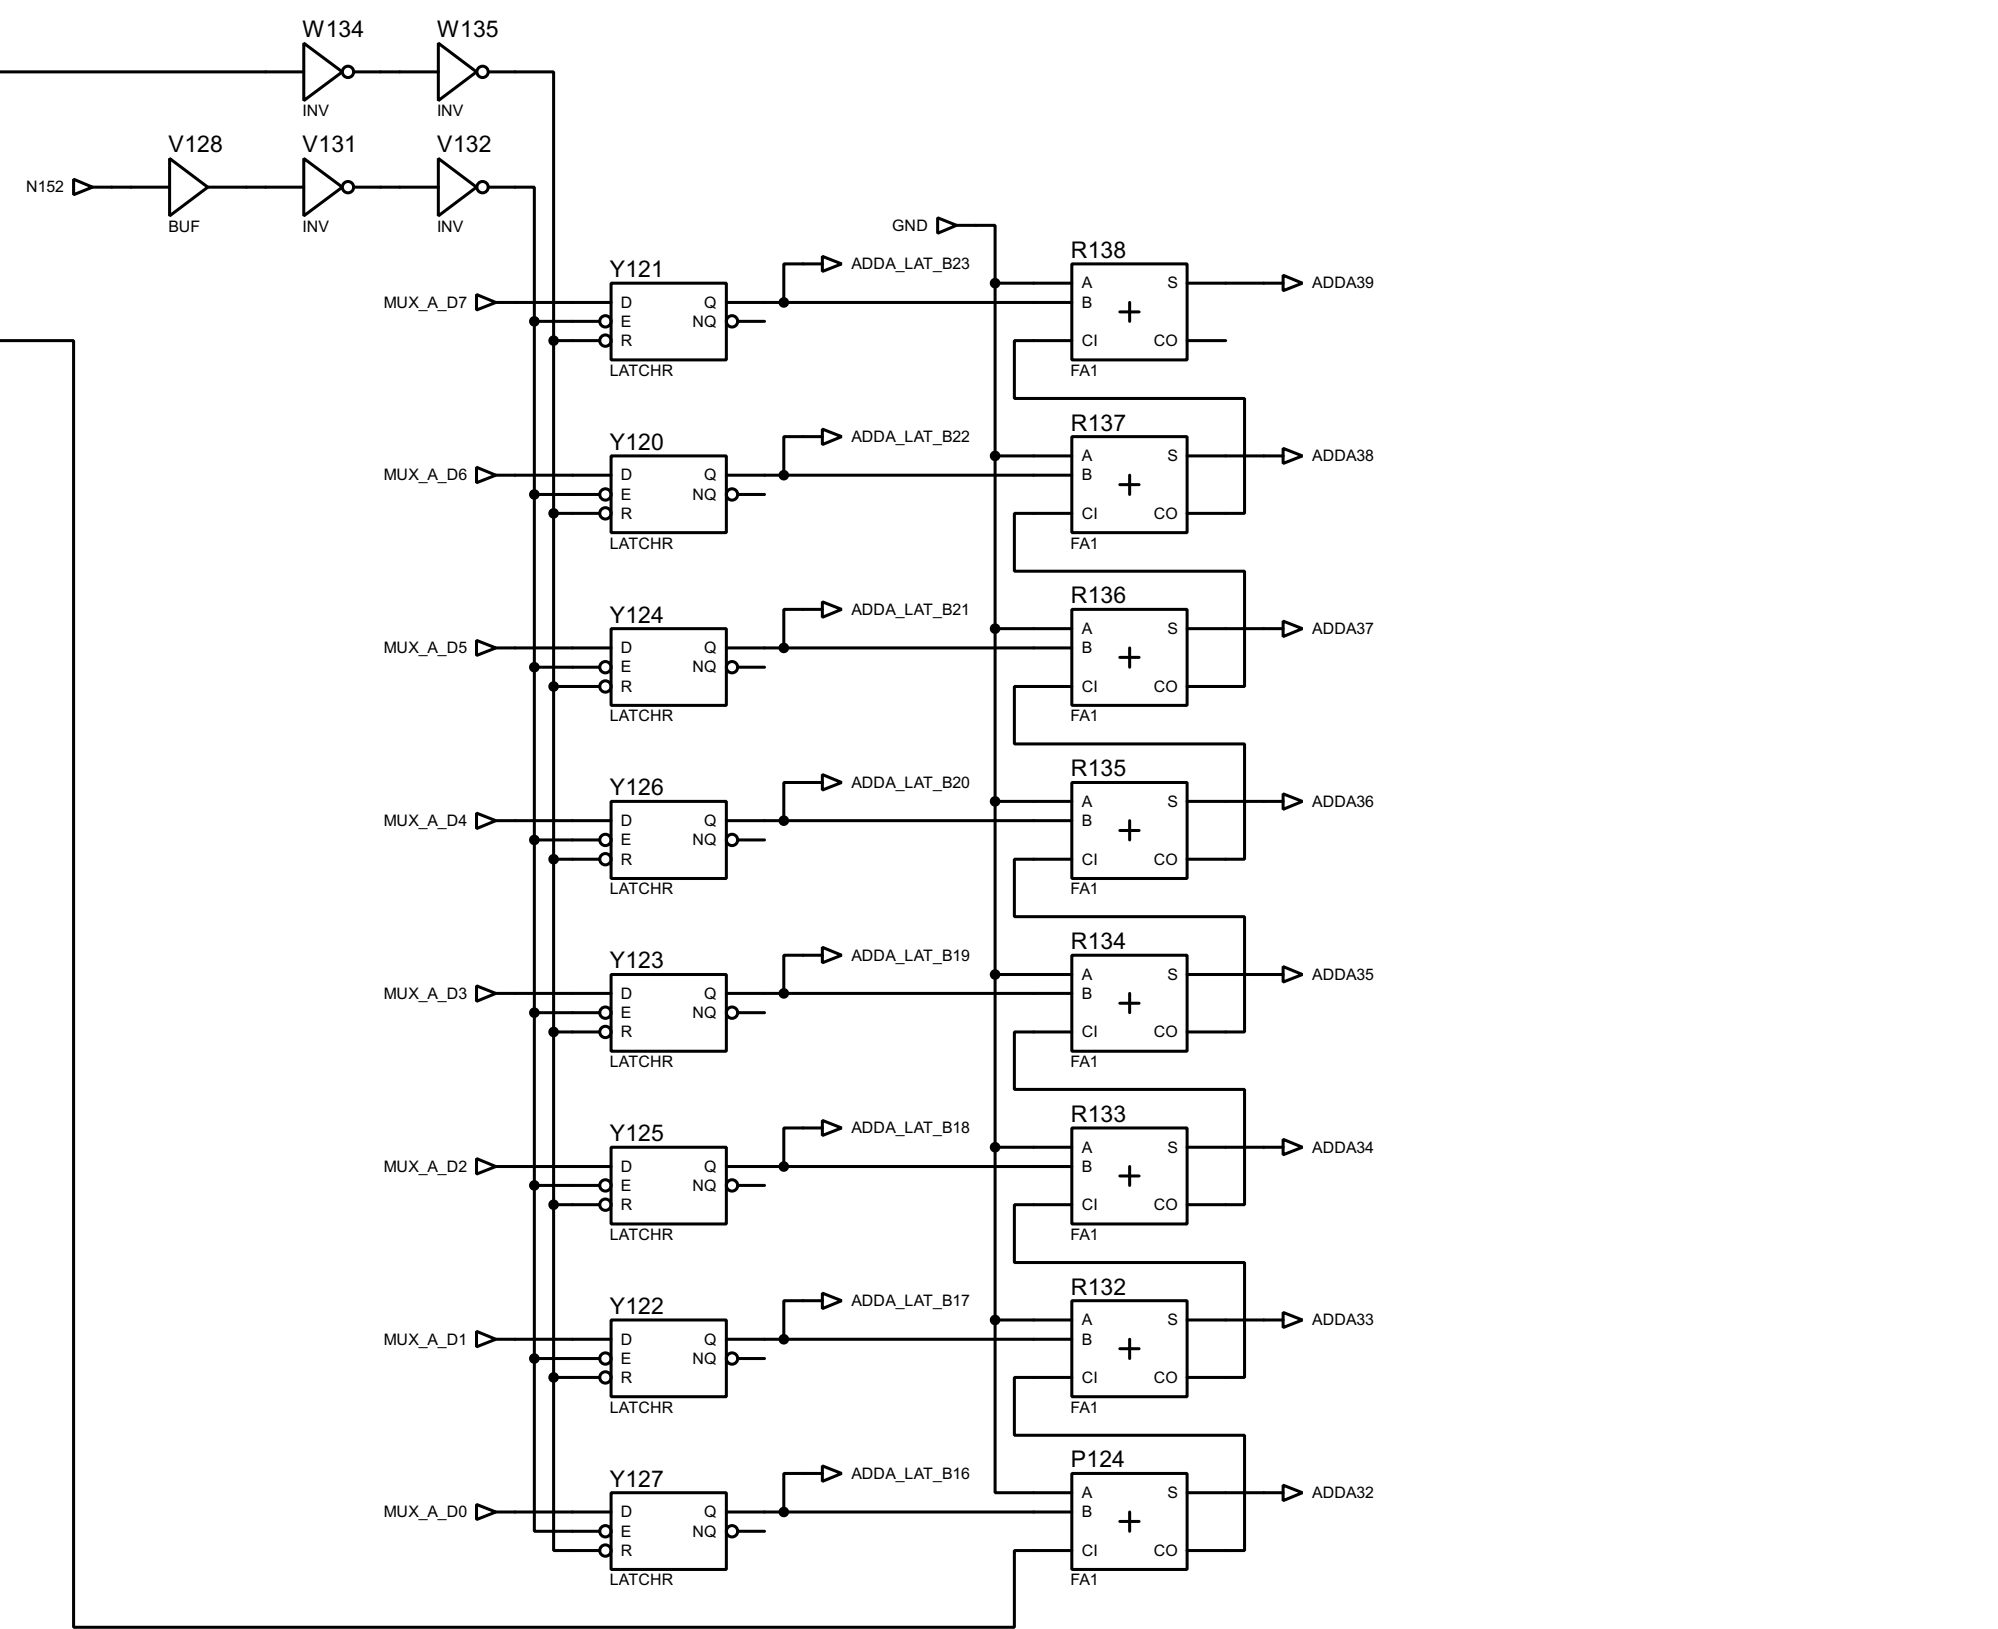 W134 W135
INV INV
V128 V131 V132
N152
BUF INV INV
GND
R138
ADDA_LAT_B23
Y121
A S ADDA39
MUX_A_D7 D Q B
E NQ
R CI CO
LATCHR FA1
R137
ADDA_LAT_B22
Y120
A S ADDA38
MUX_A_D6 D Q B
E NQ
R CI CO
LATCHR FA1
R136
ADDA_LAT_B21
Y124
A S ADDA37
MUX_A_D5 D Q B
E NQ
R CI CO
LATCHR FA1
R135
ADDA_LAT_B20
Y126
A S ADDA36
MUX_A_D4 D Q B
E NQ
R CI CO
LATCHR FA1
R134
ADDA_LAT_B19
Y123
A S ADDA35
MUX_A_D3 D Q B
E NQ
R CI CO
LATCHR FA1
R133
ADDA_LAT_B18
Y125
A S ADDA34
MUX_A_D2 D Q B
E NQ
R CI CO
LATCHR FA1
R132
ADDA_LAT_B17
Y122
A S ADDA33
MUX_A_D1 D Q B
E NQ
R CI CO
LATCHR FA1
P124
ADDA_LAT_B16
Y127
A S ADDA32
MUX_A_D0 D Q B
E NQ
R CI CO
LATCHR FA1